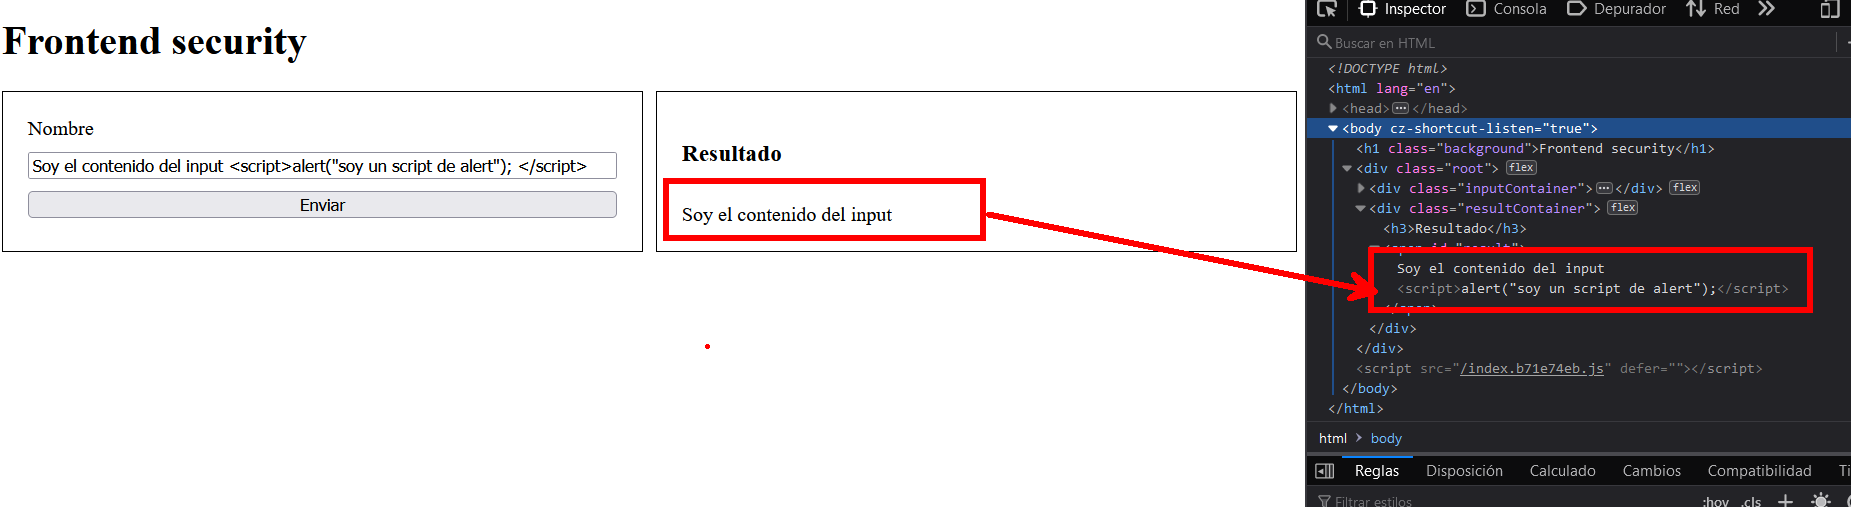 Frontend security
Nombre
Soy el contenido del input <script>alert("soy un script de alert"); </script>
Enviar
Resultado
Soy el contenido del input
Inspector
Consola
Depurador
Red
Buscar en HTML
<!DOCTYPE html>
<html lang="en">
<head></head>
<body cz-shortcut-listen="true">
<h1 class="background">Frontend security</h1>
<div class="root"> flex
<div class="inputContainer"></div> flex
<div class="resultContainer"> flex
<h3>Resultado</h3>
Soy el contenido del input
<script>alert("soy un script de alert");</script>
</div>
</div>
<script src="/index.b71e74eb.js" defer=""></script>
</body>
</html>
html > body
Reglas
Disposición
Calculado
Cambios
Compatibilidad
Filtrar estilos
:hov .cls